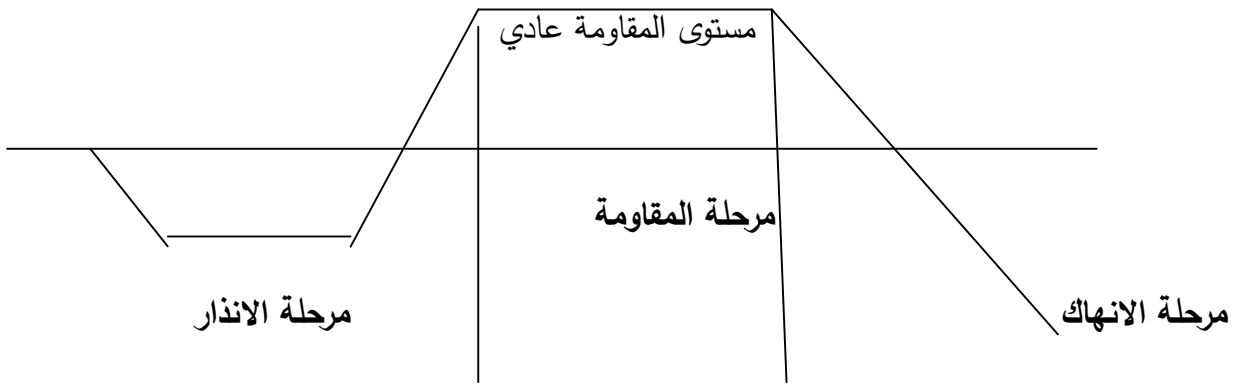 مستوى المقاومة عادي
مرحلة المقاومة
مرحلة الانهاك
مرحلة الانذار